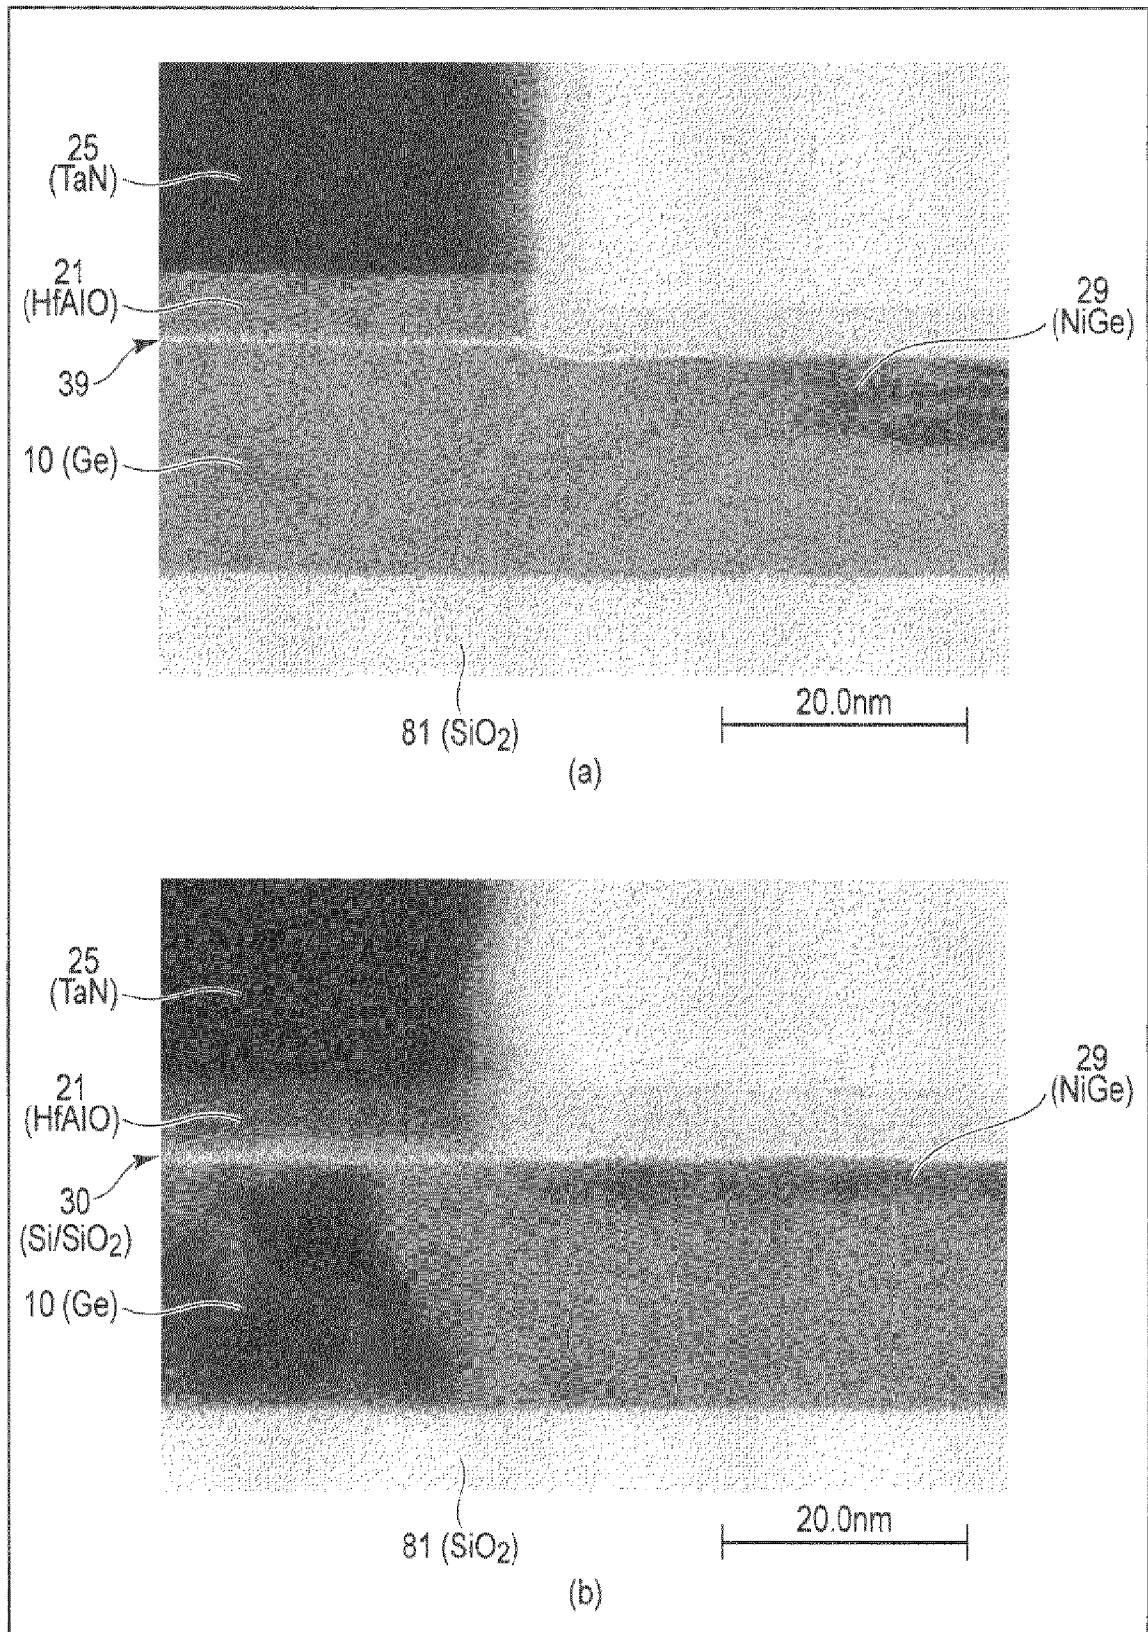 25
(TaN)
21
(HfAlO)
39
10 (Ge)
29
(NiGe)
81 (SiO2)
20.0nm
(a)
25
(TaN)
21
(HfAlO)
30
(Si/SiO2)
10 (Ge)
29
(NiGe)
81 (SiO2)
20.0nm
(b)